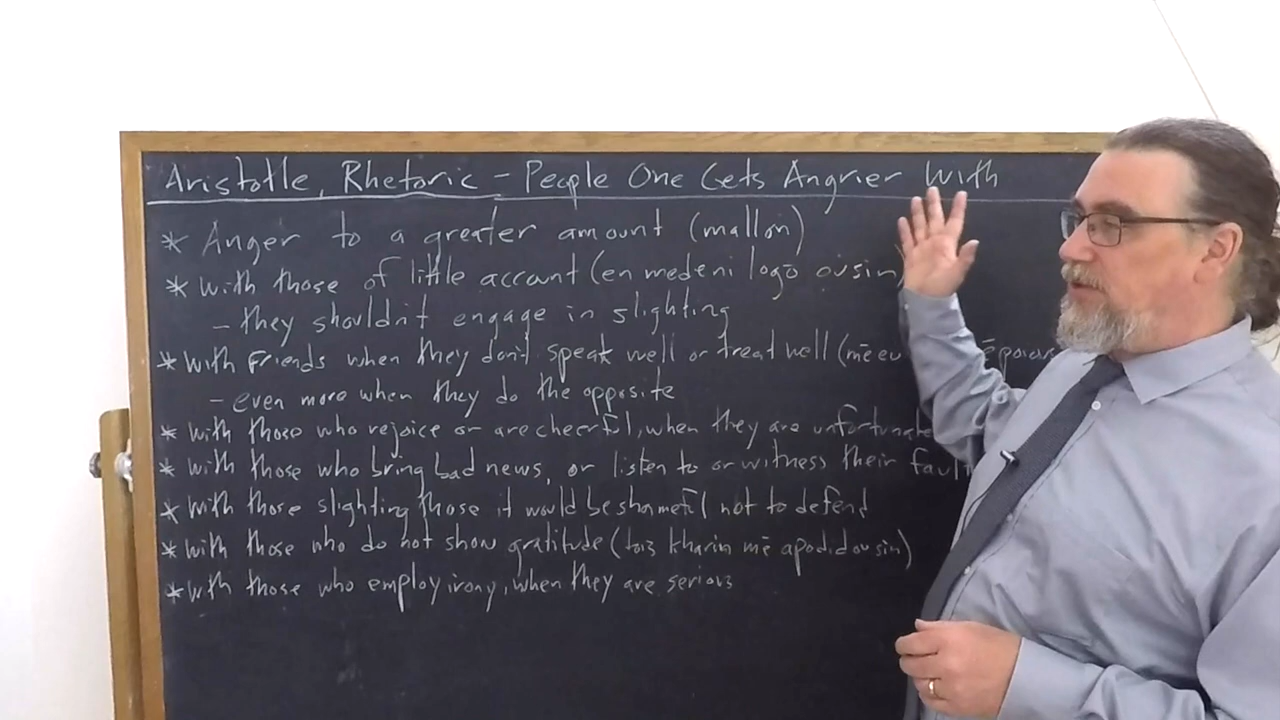 Aristotle, Rhetoric - People One Gets Angrier With
* Anger to a greater amount (mallon)
* with those of little account (en medeni logō ousin
- they shouldn't engage in slighting
* with friends when they don't speak well or treat well (mē eu
- even more when they do the opposite
* with those who rejoice or are cheerful, when they are unfortunate
* with those who bring bad news, or listen to or witness their fault
* with those slighting those it would be shameful not to defend
* with those who do not show gratitude (tois kharin mē apodidousin)
* with those who employ irony, when they are serious